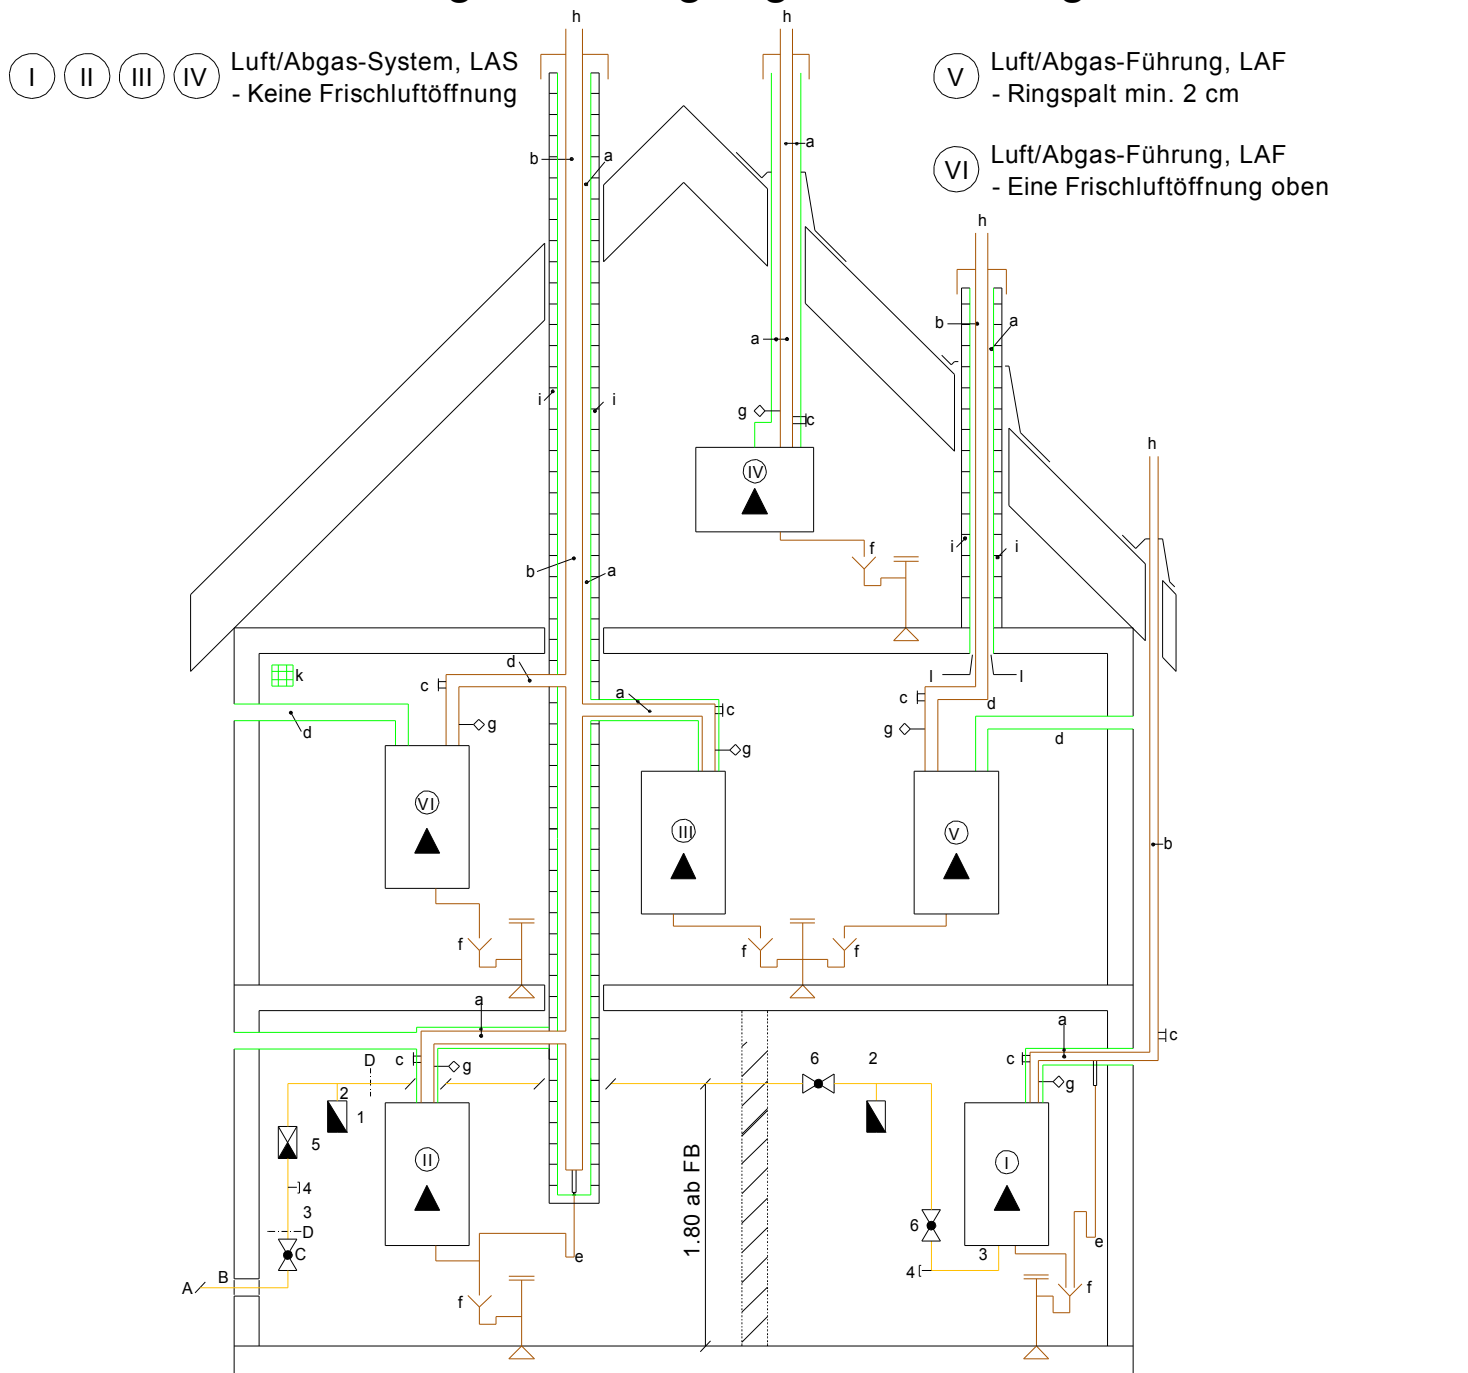 h
h
I II III IV Luft/Abgas-System, LAS
- Keine Frischluftöffnung
V Luft/Abgas-Führung, LAF
- Ringspalt min. 2 cm
VI Luft/Abgas-Führung, LAF
- Eine Frischluftöffnung oben
b
a
a
h
b
a
a
i
i
g
c
h
IV
b
a
f
i
i
k
d
c
a
c
l
l
c
d
d
g
g
g
d
VI
III
V
b
f
f
f
a
a
c
D
c
g
6
2
c
g
2
1
5
II
I
4
3
D
C
B
A
1.80 ab FB
6
4
3
e
e
f
f